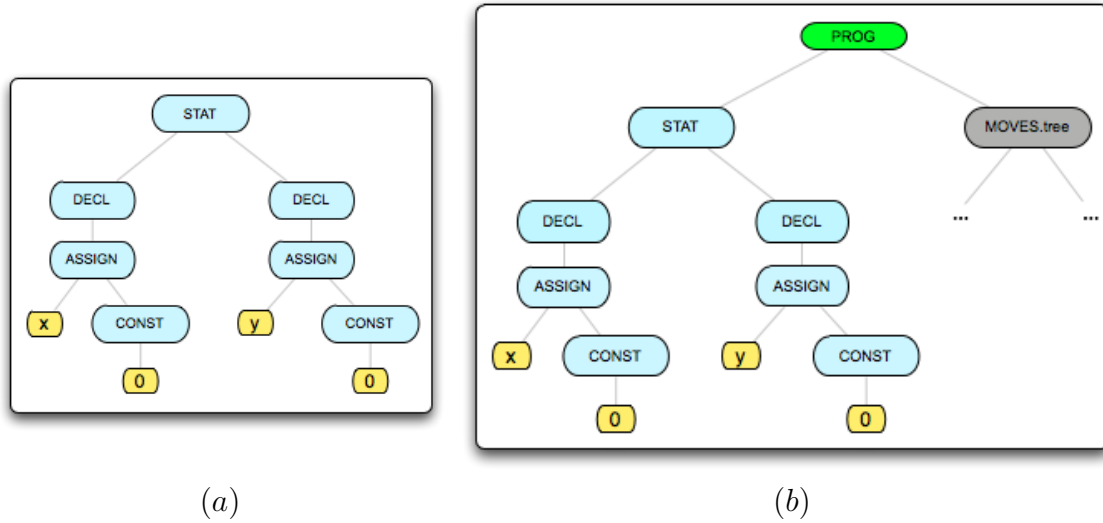 STAT
DECL DECL
ASSIGN ASSIGN
x CONST y CONST
0 0
(a)
PROG
STAT MOVES.tree
DECL DECL ... ...
ASSIGN ASSIGN
x CONST y CONST
0 0
(b)